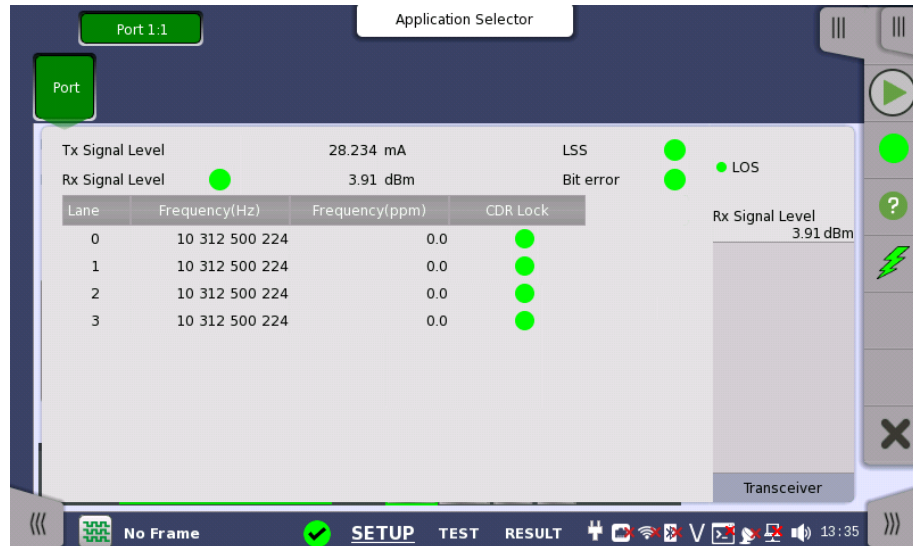 Application Selector
Port 1:1
Port
Tx Signal Level 28.234 mA LSS
Rx Signal Level 3.91 dBm Bit error
Lane Frequency(Hz) Frequency(ppm) CDR Lock
0 10 312 500 224 0.0
1 10 312 500 224 0.0
2 10 312 500 224 0.0
3 10 312 500 224 0.0
LOS
Rx Signal Level
3.91 dBm
Transceiver
No Frame SETUP TEST RESULT 13:35